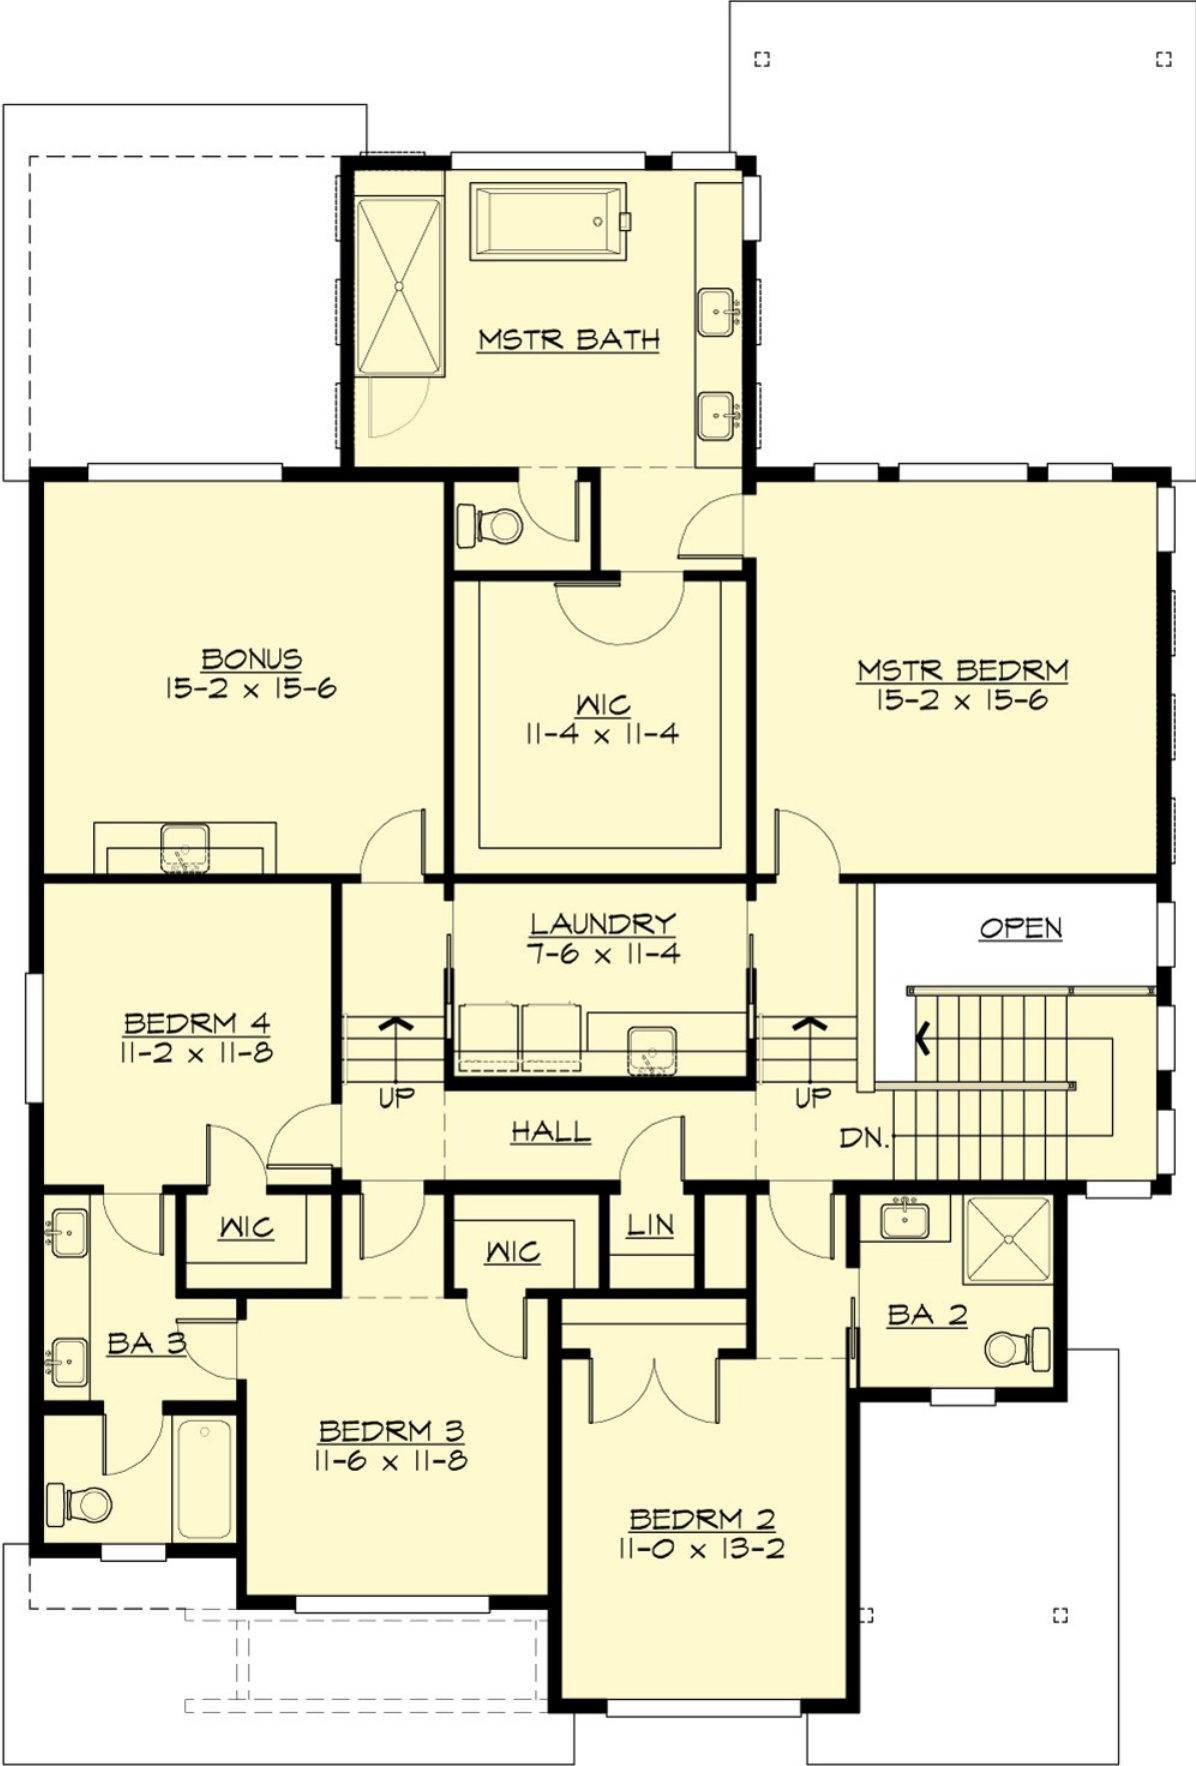 MSTR BATH
BONUS
15-2 x 15-6
WIC
11-4 x 11-4
MSTR BEDRM
15-2 x 15-6
LAUNDRY
7-6 x 11-4
OPEN
BEDRM 4
11-2 x 11-8
UP
UP
HALL
DN.
WIC
WIC
LIN
BA 3
BA 2
BEDRM 3
11-6 x 11-8
BEDRM 2
11-0 x 13-2